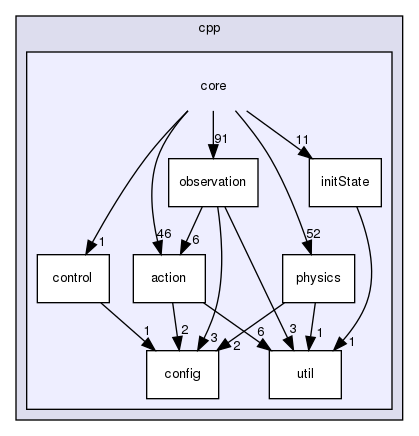 cpp
core
91
11
observation
initState
1
46
6
52
control
action
physics
1
2
3
2
6
3
1
1
config
util